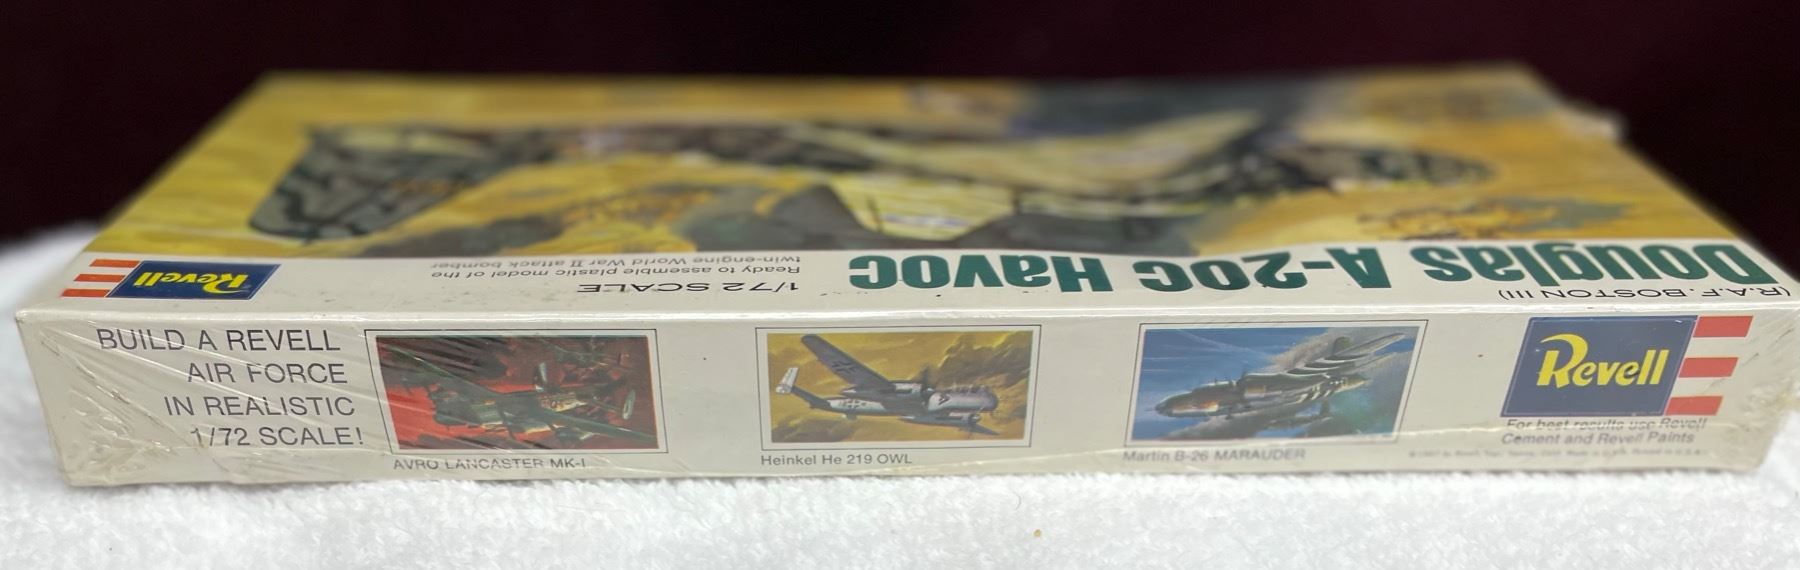 Revell
Ready to assemble plastic model of the
twin-engine World War II attack bomber
1/72 SCALE
Douglas A-20C Havoc
(R.A.F. BOSTON III)
BUILD A REVELL
AIR FORCE
IN REALISTIC
1/72 SCALE!
AVRO LANCASTER MK-I
Heinkel He 219 OWL
Martin B-26 MARAUDER
Revell
For best results use Revell
Cement and Revell Paints